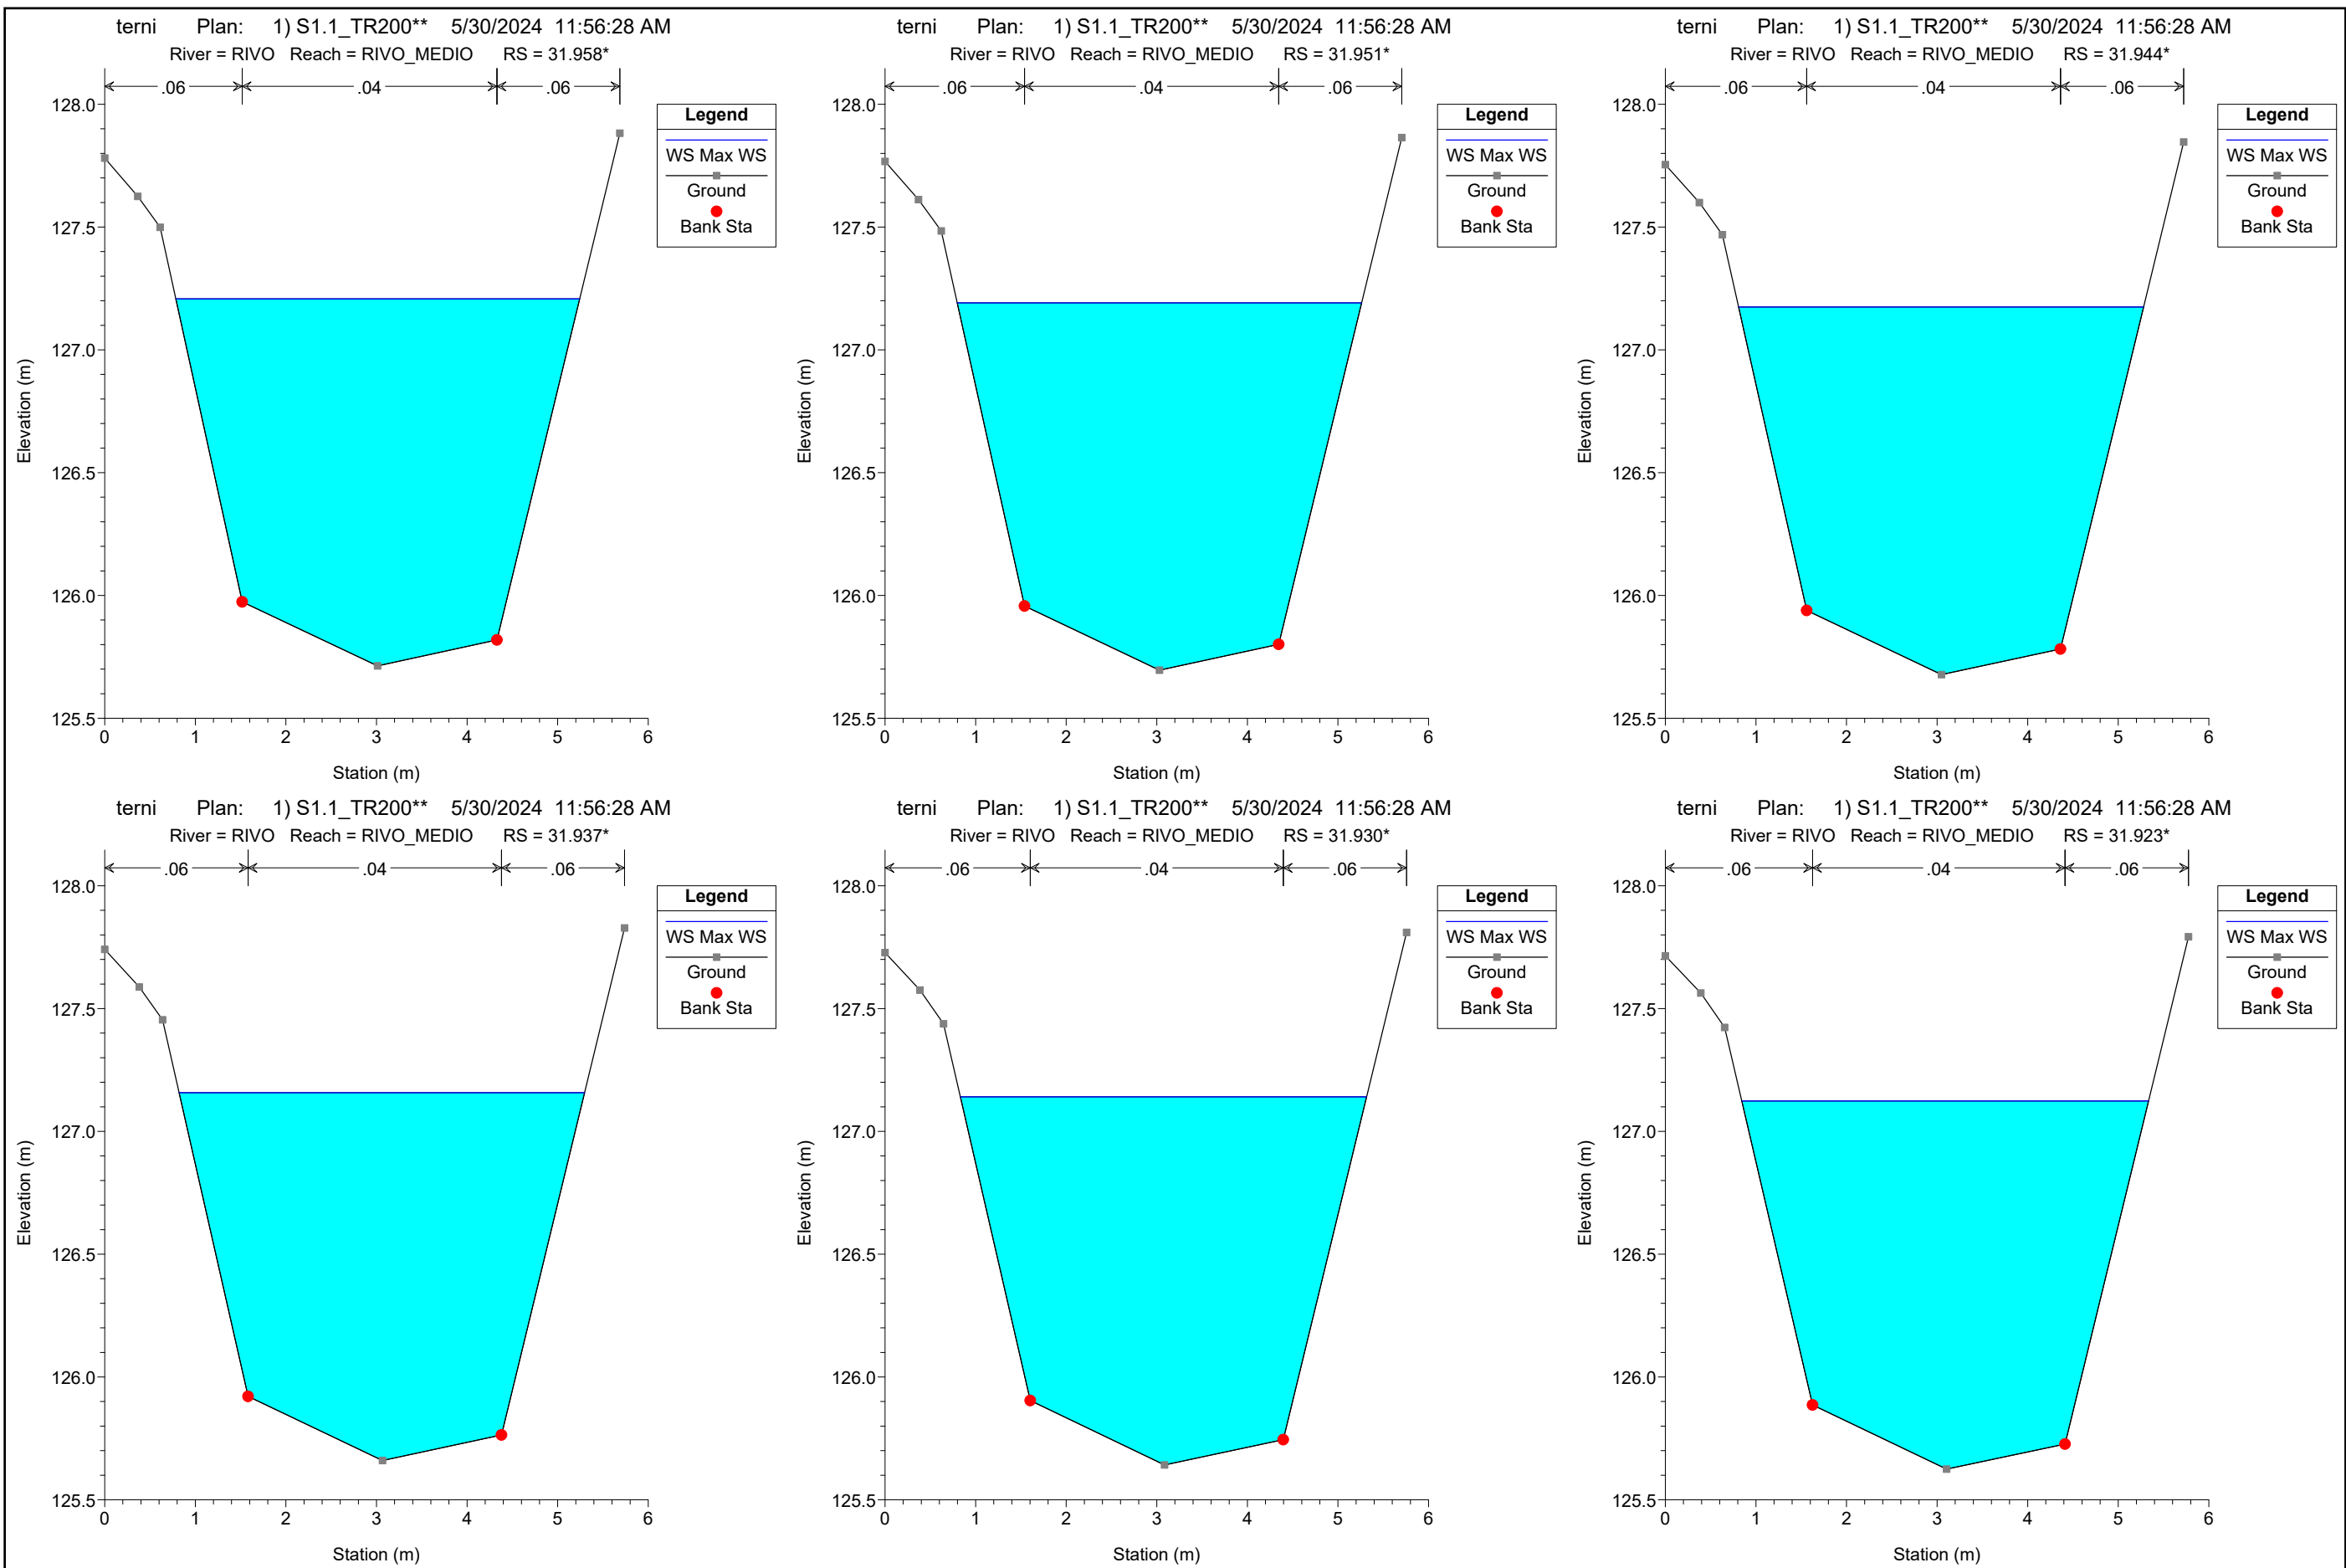 terni Plan: 1) S1.1_TR200** 5/30/2024 11:56:28 AM
River = RIVO Reach = RIVO_MEDIO RS = 31.958*
.06 .04 .06
128.0
127.5
127.0
126.5
126.0
125.5
Elevation (m)
0 1 2 3 4 5 6
Station (m)
Legend
WS Max WS
Ground
Bank Sta
terni Plan: 1) S1.1_TR200** 5/30/2024 11:56:28 AM
River = RIVO Reach = RIVO_MEDIO RS = 31.951*
.06 .04 .06
128.0
127.5
127.0
126.5
126.0
125.5
Elevation (m)
0 1 2 3 4 5 6
Station (m)
Legend
WS Max WS
Ground
Bank Sta
terni Plan: 1) S1.1_TR200** 5/30/2024 11:56:28 AM
River = RIVO Reach = RIVO_MEDIO RS = 31.944*
.06 .04 .06
128.0
127.5
127.0
126.5
126.0
125.5
Elevation (m)
0 1 2 3 4 5 6
Station (m)
Legend
WS Max WS
Ground
Bank Sta
terni Plan: 1) S1.1_TR200** 5/30/2024 11:56:28 AM
River = RIVO Reach = RIVO_MEDIO RS = 31.937*
.06 .04 .06
128.0
127.5
127.0
126.5
126.0
125.5
Elevation (m)
0 1 2 3 4 5 6
Station (m)
Legend
WS Max WS
Ground
Bank Sta
terni Plan: 1) S1.1_TR200** 5/30/2024 11:56:28 AM
River = RIVO Reach = RIVO_MEDIO RS = 31.930*
.06 .04 .06
128.0
127.5
127.0
126.5
126.0
125.5
Elevation (m)
0 1 2 3 4 5 6
Station (m)
Legend
WS Max WS
Ground
Bank Sta
terni Plan: 1) S1.1_TR200** 5/30/2024 11:56:28 AM
River = RIVO Reach = RIVO_MEDIO RS = 31.923*
.06 .04 .06
128.0
127.5
127.0
126.5
126.0
125.5
Elevation (m)
0 1 2 3 4 5 6
Station (m)
Legend
WS Max WS
Ground
Bank Sta